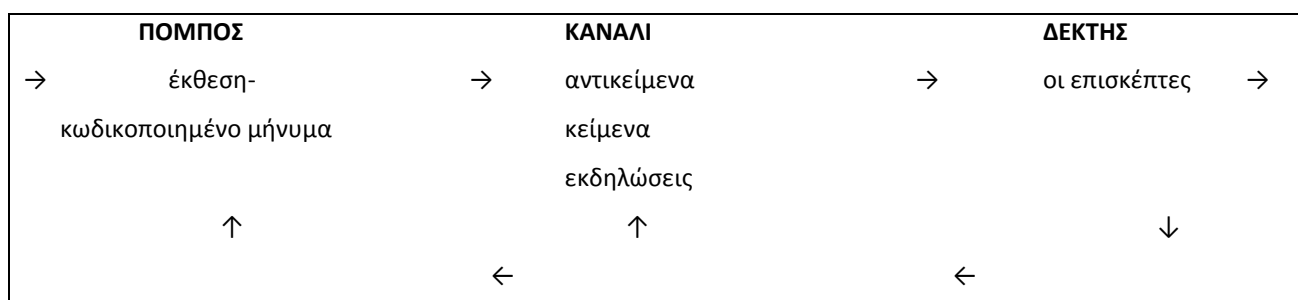 ΠΟΜΠΟΣ ΚΑΝΑΛΙ ΔΕΚΤΗΣ
→ έκθεση- → αντικείμενα → οι επισκέπτες →
κωδικοποιημένο μήνυμα κείμενα
εκδηλώσεις
↑ ↑ ↓
← ←